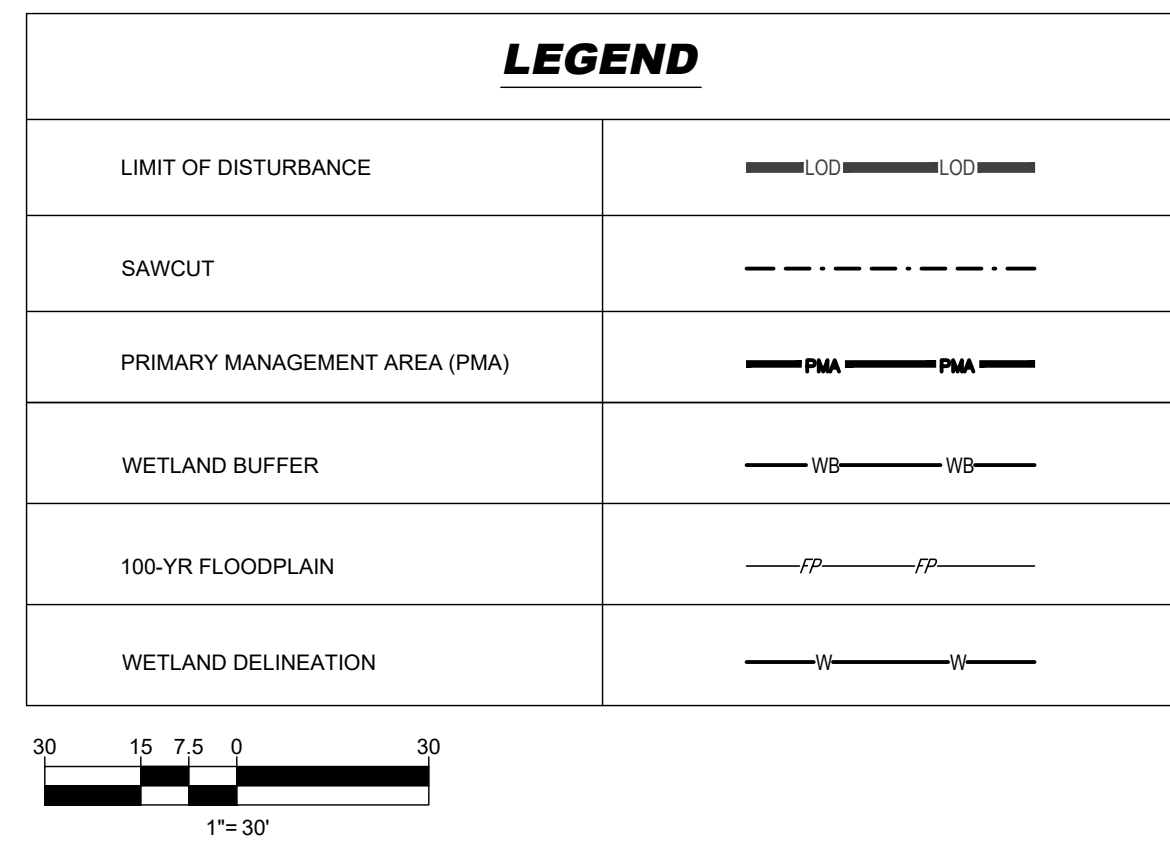 LEGEND
LIMIT OF DISTURBANCE LOD LOD
SAWCUT
PRIMARY MANAGEMENT AREA (PMA) PMA PMA
WETLAND BUFFER WB WB
100-YR FLOODPLAIN FP FP
WETLAND DELINEATION W W
30 15 7.5 0 30
1"= 30'